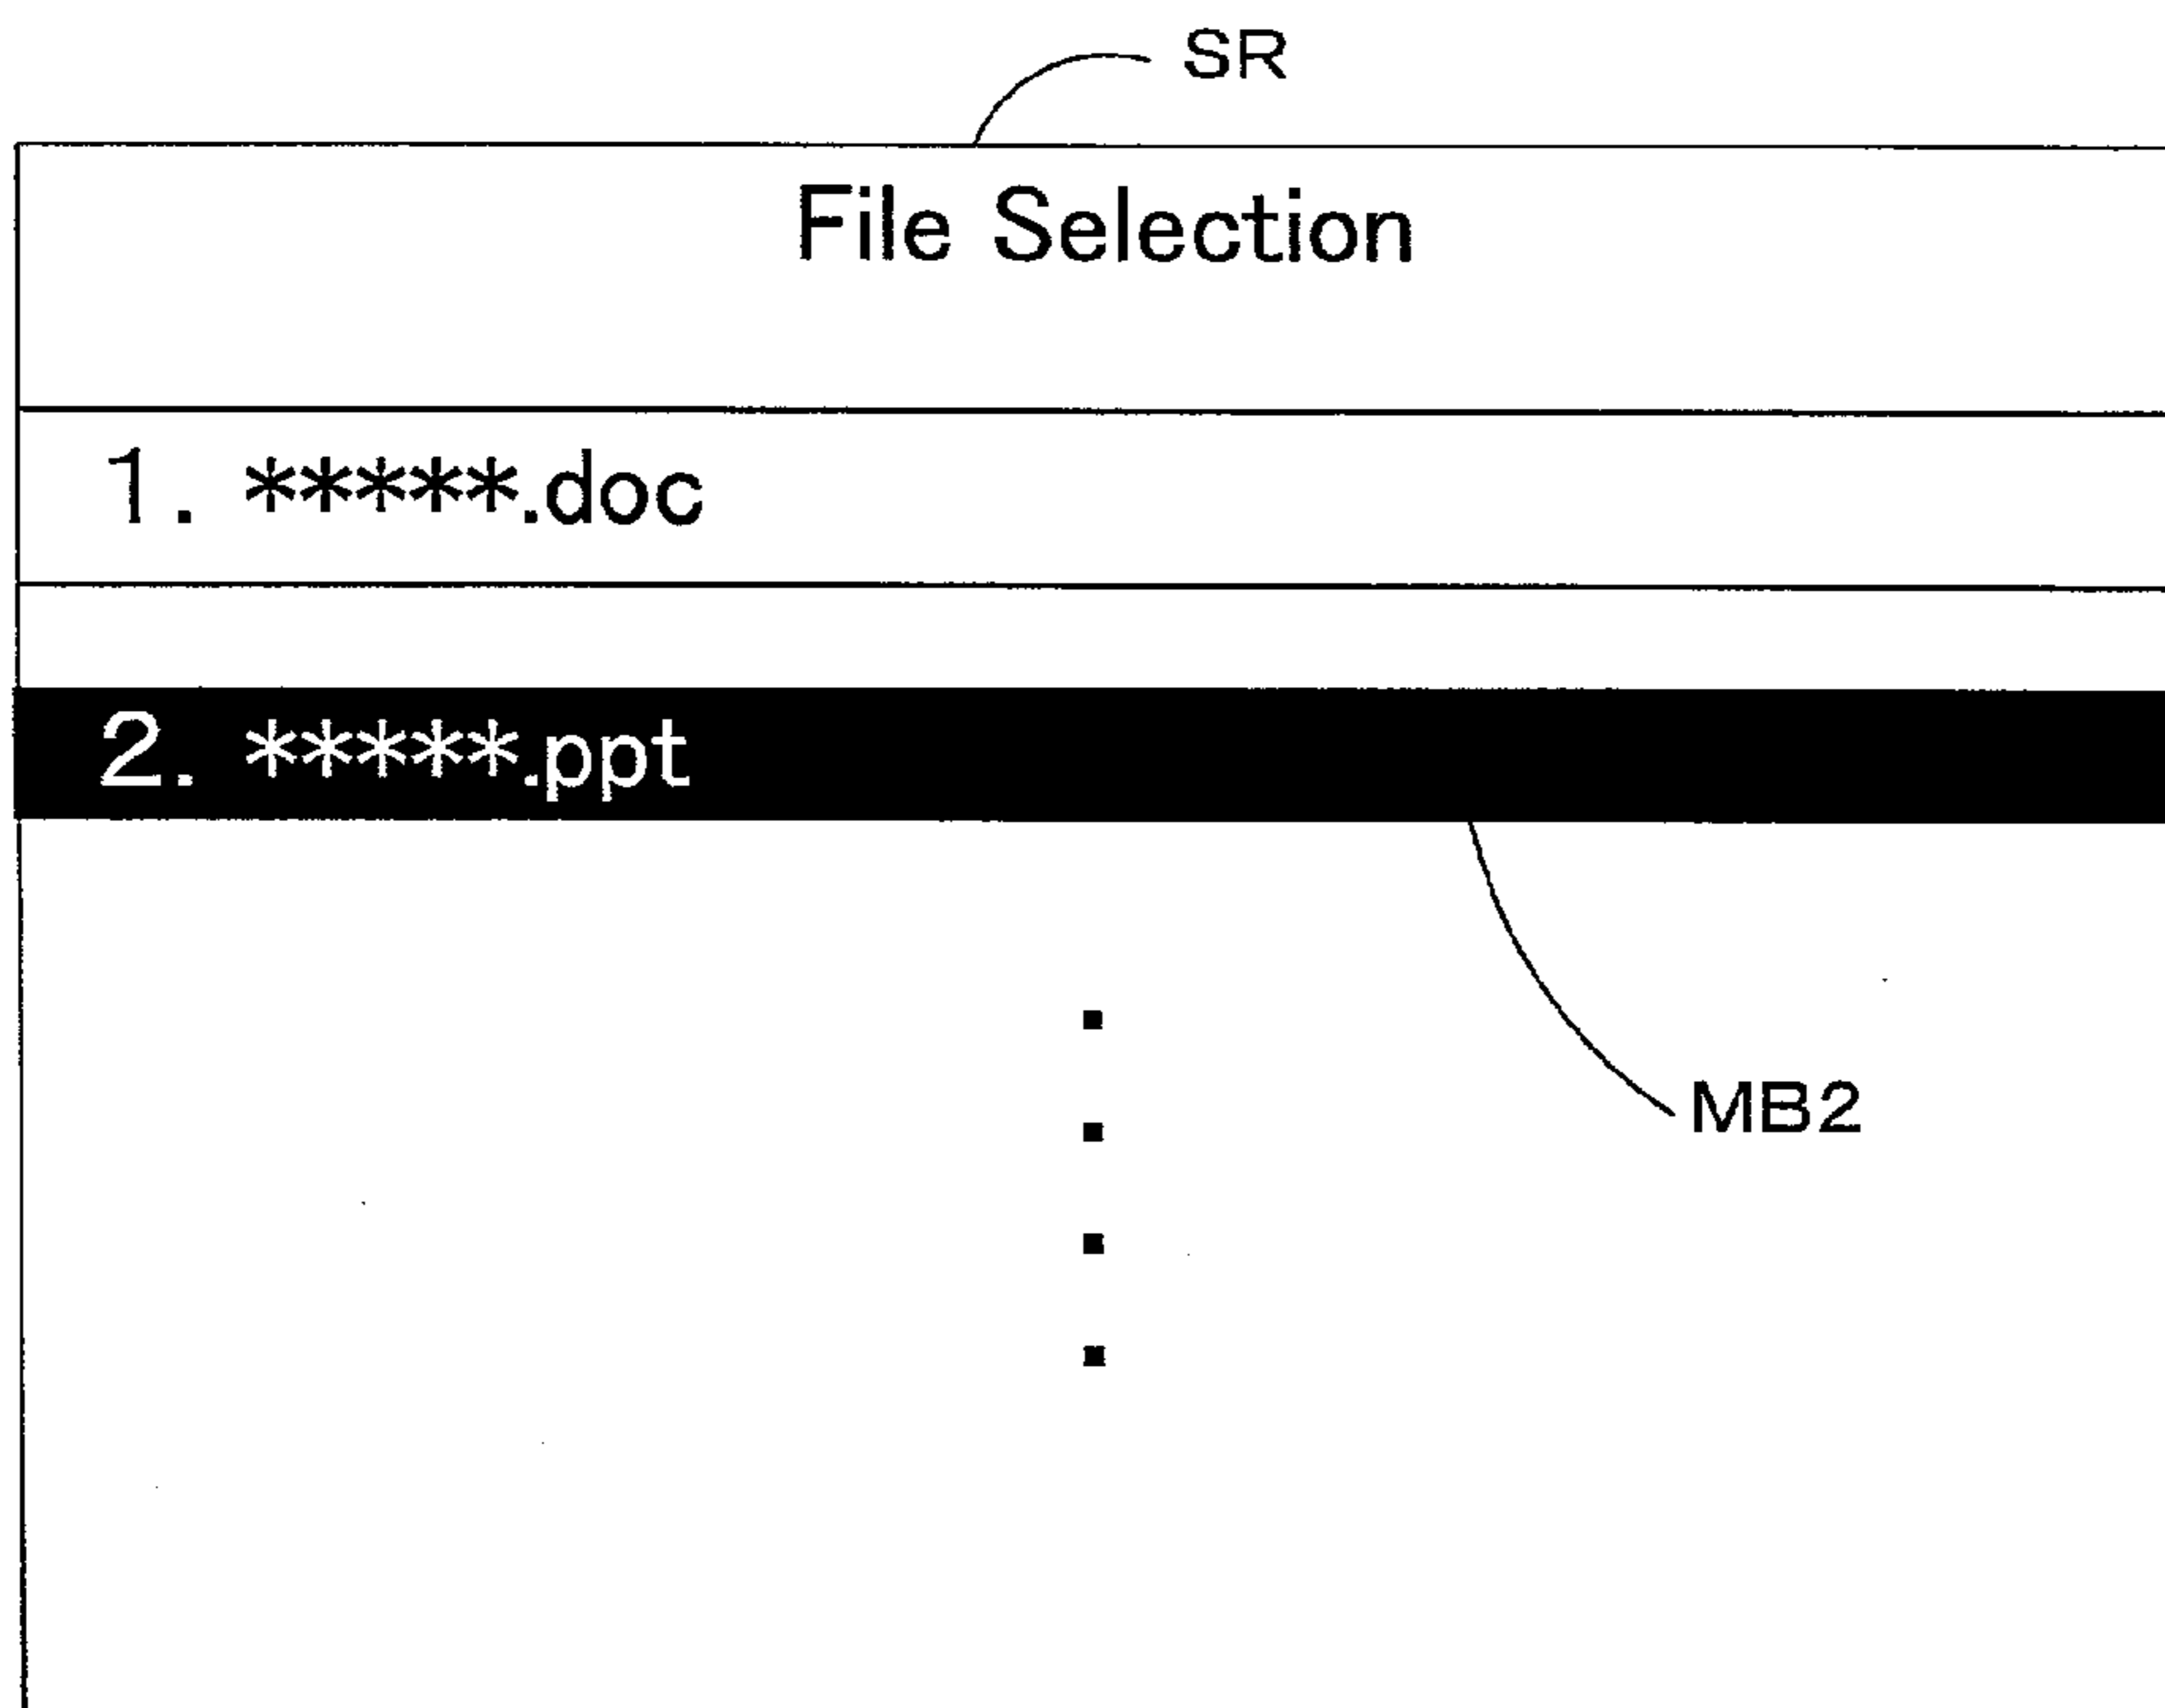 SR
File Selection
1. *****.doc
2. *****.ppt
MB2